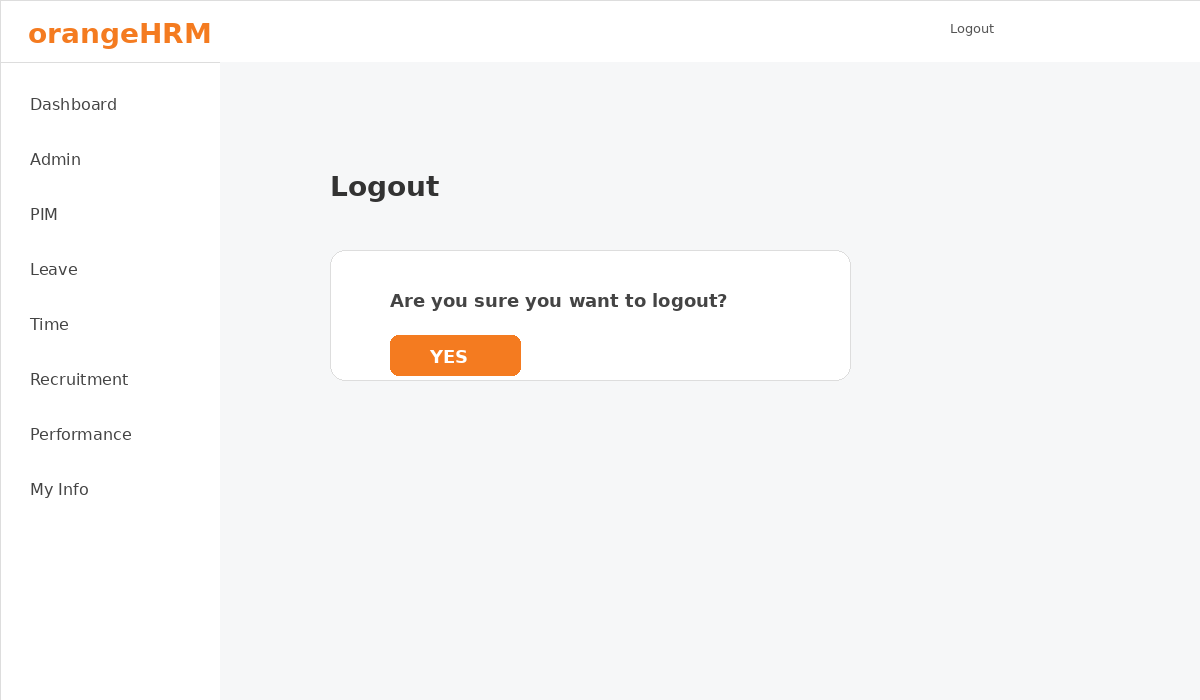 orangeHRM
Logout
Dashboard
Admin
PIM
Leave
Time
Recruitment
Performance
My Info
Logout
Are you sure you want to logout?
YES